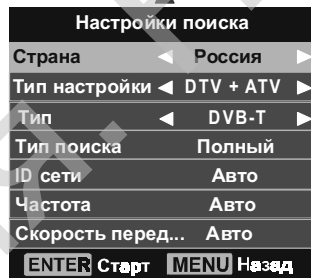 Настройки поиска
Страна Россия
Тип настройки DTV + ATV
Тип DVB-T
Тип поиска Полный
ID сети Авто
Частота Авто
Скорость перед... Авто
ENTER Старт MENU Назад